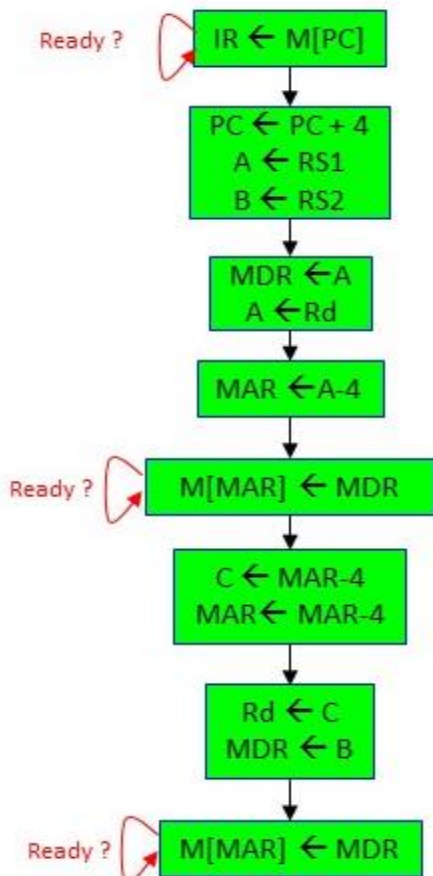 Ready ?
IR ← M[PC]
PC ← PC + 4
A ← RS1
B ← RS2
MDR ←A
A ←Rd
MAR ←A-4
Ready ?
M[MAR] ← MDR
C ← MAR-4
MAR← MAR-4
Rd ← C
MDR ← B
Ready ?
M[MAR] ← MDR